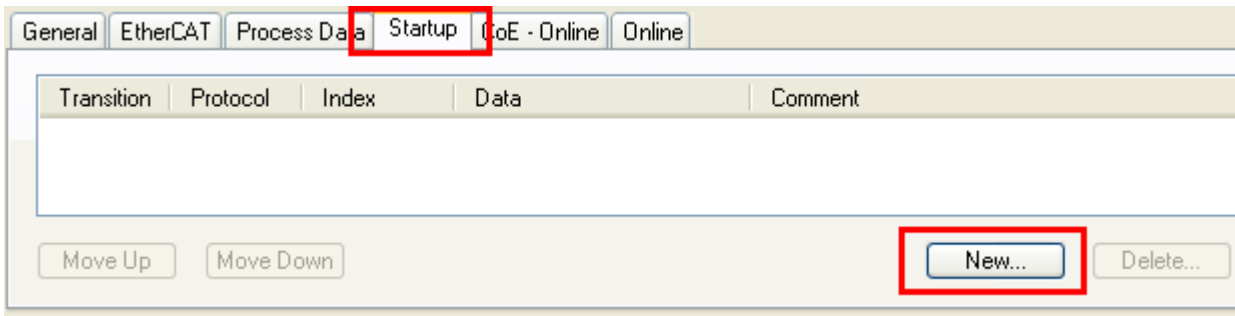 General EtherCAT Process Data Startup CoE - Online Online
Transition Protocol Index Data Comment
Move Up Move Down New... Delete...